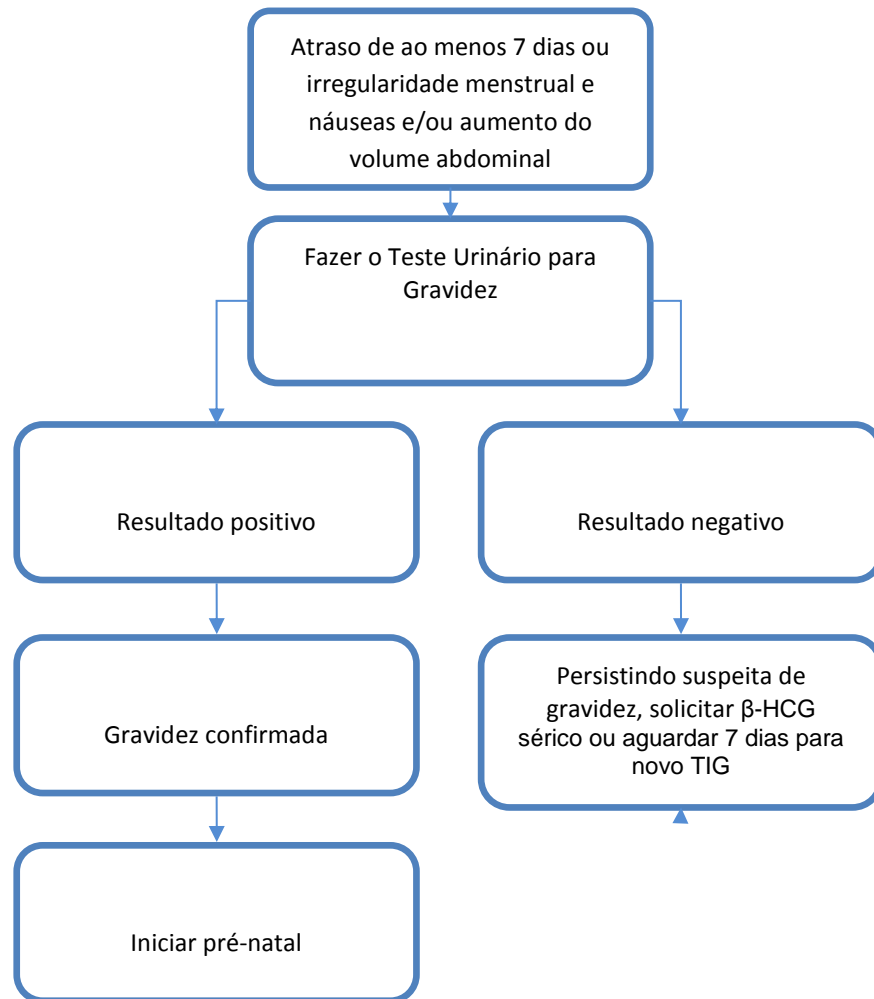 Atraso de ao menos 7 dias ou
irregularidade menstrual e
náuseas e/ou aumento do
volume abdominal
Fazer o Teste Urinário para
Gravidez
Resultado positivo
Resultado negativo
Gravidez confirmada
Persistindo suspeita de
gravidez, solicitar β-HCG
sérico ou aguardar 7 dias para
novo TIG
Iniciar pré-natal